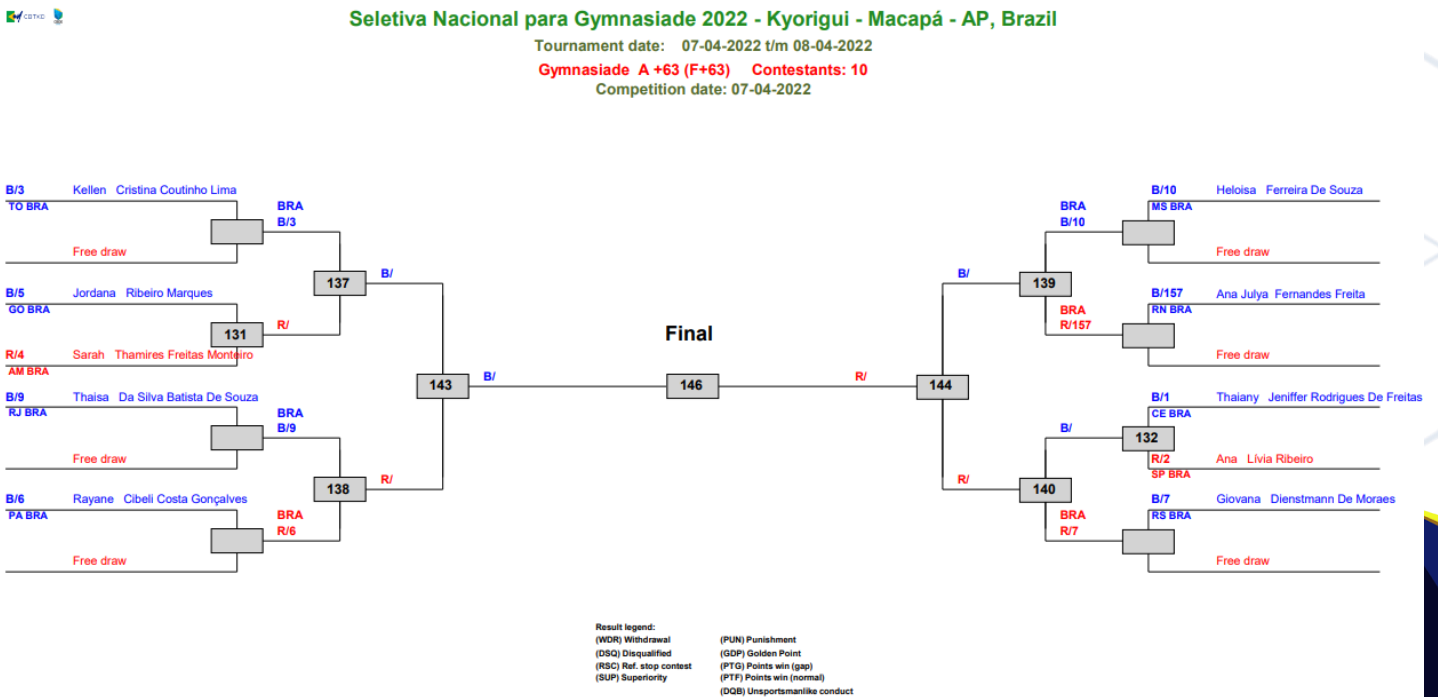 CBTKD
Seletiva Nacional para Gymnasiade 2022 - Kyorigui - Macapá - AP, Brazil
Tournament date: 07-04-2022 t/m 08-04-2022
Gymnasiade A +63 (F+63) Contestants: 10
Competition date: 07-04-2022
B/3 Kellen Cristina Coutinho Lima
TO BRA
BRA
B/3
Free draw
137
B/
B/5 Jordana Ribeiro Marques
GO BRA
131
R/
R/4 Sarah Thamires Freitas Monteiro
AM BRA
143
B/
B/9 Thaisa Da Silva Batista De Souza
RJ BRA
BRA
B/9
Free draw
138
R/
B/6 Rayane Cibeli Costa Gonçalves
PA BRA
BRA
R/6
Free draw
Final
146
B/10 Heloisa Ferreira De Souza
MS BRA
BRA
B/10
Free draw
B/
139
B/157 Ana Julya Fernandes Freita
RN BRA
BRA
R/157
Free draw
R/
144
B/1 Thaiany Jeniffer Rodrigues De Freitas
CE BRA
B/
132
R/2 Ana Lívia Ribeiro
SP BRA
R/
140
B/7 Giovana Dienstmann De Moraes
RS BRA
BRA
R/7
Free draw
Result legend:
(WDR) Withdrawal
(DSQ) Disqualified
(RSC) Ref. stop contest
(SUP) Superiority
(PUN) Punishment
(GDP) Golden Point
(PTG) Points win (gap)
(PTF) Points win (normal)
(DQB) Unsportsmanlike conduct